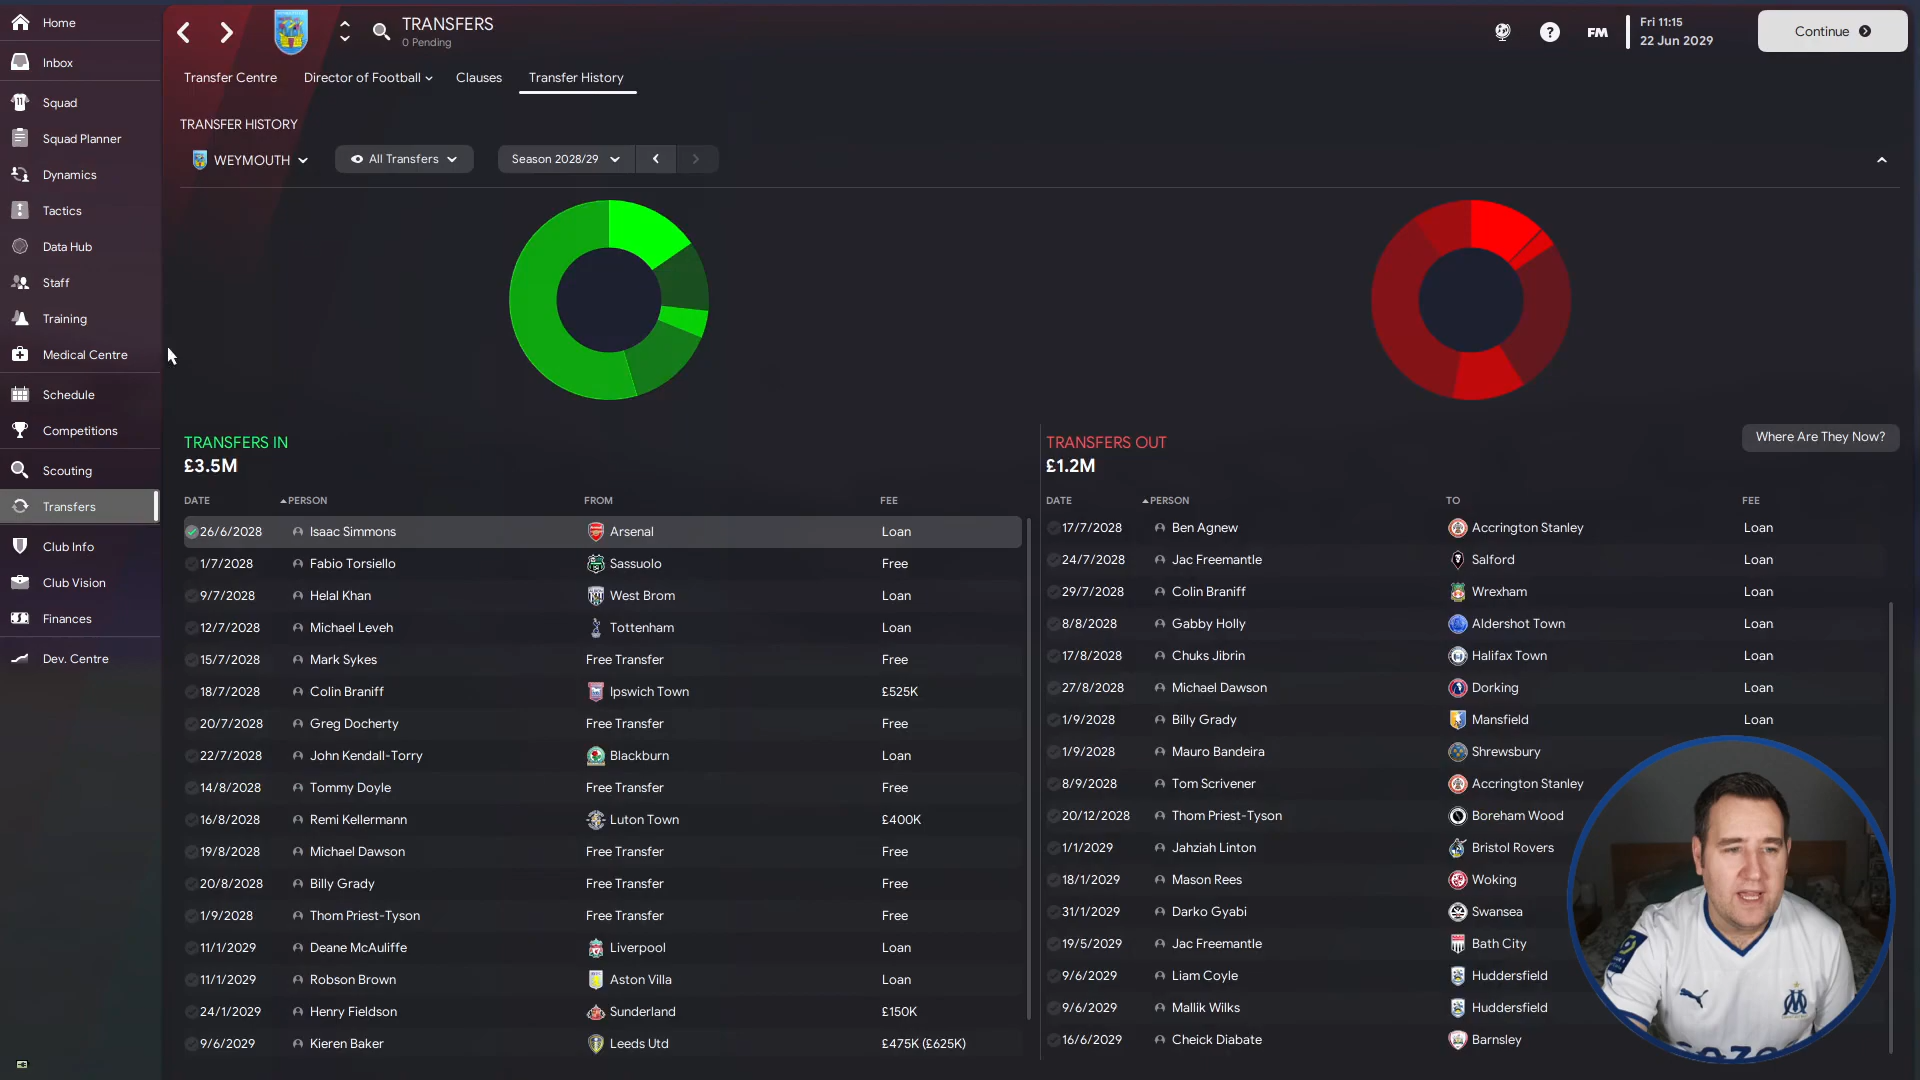 Home
Inbox
Squad
Squad Planner
Dynamics
Tactics
Data Hub
Staff
Training
Medical Centre
Schedule
Competitions
Scouting
Transfers
Club Info
Club Vision
Finances
Dev. Centre
TRANSFERS
0 Pending
FM
Fri 11:15
22 Jun 2029
Continue
Transfer Centre Director of Football Clauses Transfer History
TRANSFER HISTORY
WEYMOUTH All Transfers Season 2028/29
TRANSFERS IN
£3.5M
DATE PERSON FROM FEE
26/6/2028 Isaac Simmons Arsenal Loan
1/7/2028 Fabio Torsiello Sassuolo Free
9/7/2028 Helal Khan West Brom Loan
12/7/2028 Michael Leveh Tottenham Loan
15/7/2028 Mark Sykes Free Transfer Free
18/7/2028 Colin Braniff Ipswich Town £525K
20/7/2028 Greg Docherty Free Transfer Free
22/7/2028 John Kendall-Torry Blackburn Loan
14/8/2028 Tommy Doyle Free Transfer Free
16/8/2028 Remi Kellermann Luton Town £400K
19/8/2028 Michael Dawson Free Transfer Free
20/8/2028 Billy Grady Free Transfer Free
1/9/2028 Thom Priest-Tyson Free Transfer Free
11/1/2029 Deane McAuliffe Liverpool Loan
11/1/2029 Robson Brown Aston Villa Loan
24/1/2029 Henry Fieldson Sunderland £150K
9/6/2029 Kieren Baker Leeds Utd £475K (£625K)
TRANSFERS OUT
£1.2M
Where Are They Now?
DATE PERSON TO FEE
17/7/2028 Ben Agnew Accrington Stanley Loan
24/7/2028 Jac Freemantle Salford Loan
29/7/2028 Colin Braniff Wrexham Loan
8/8/2028 Gabby Holly Aldershot Town Loan
17/8/2028 Chuks Jibrin Halifax Town Loan
27/8/2028 Michael Dawson Dorking Loan
1/9/2028 Billy Grady Mansfield Loan
1/9/2028 Mauro Bandeira Shrewsbury
8/9/2028 Tom Scrivener Accrington Stanley
20/12/2028 Thom Priest-Tyson Boreham Wood
1/1/2029 Jahziah Linton Bristol Rovers
18/1/2029 Mason Rees Woking
31/1/2029 Darko Gyabi Swansea
19/5/2029 Jac Freemantle Bath City
9/6/2029 Liam Coyle Huddersfield
9/6/2029 Mallik Wilks Huddersfield
16/6/2029 Cheick Diabate Barnsley